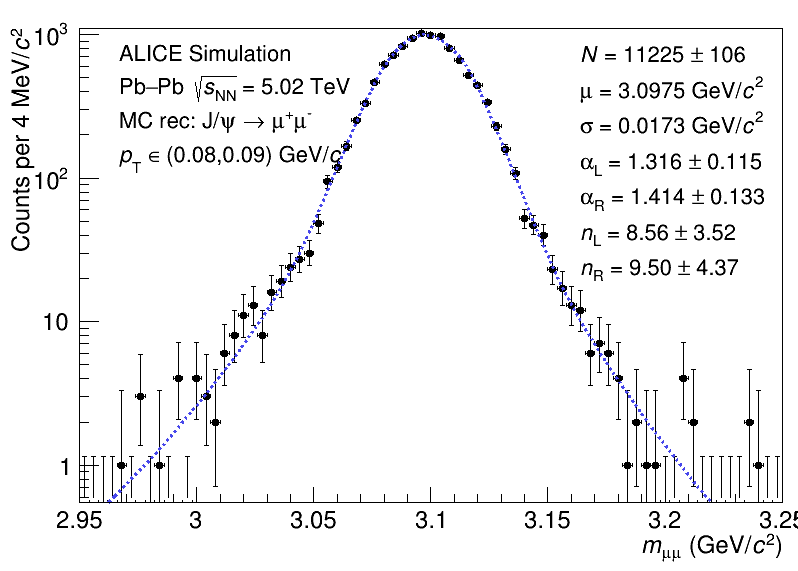 ALICE Simulation
Pb–Pb √sNN = 5.02 TeV
MC rec: J/ψ → μ⁺μ⁻
pT ∈ (0.08,0.09) GeV/c
N = 11225 ± 106
μ = 3.0975 GeV/c²
σ = 0.0173 GeV/c²
αL = 1.316 ± 0.115
αR = 1.414 ± 0.133
nL = 8.56 ± 3.52
nR = 9.50 ± 4.37
Counts per 4 MeV/c²
10³
10²
10
1
2.95 3 3.05 3.1 3.15 3.2 3.25
mμμ (GeV/c²)